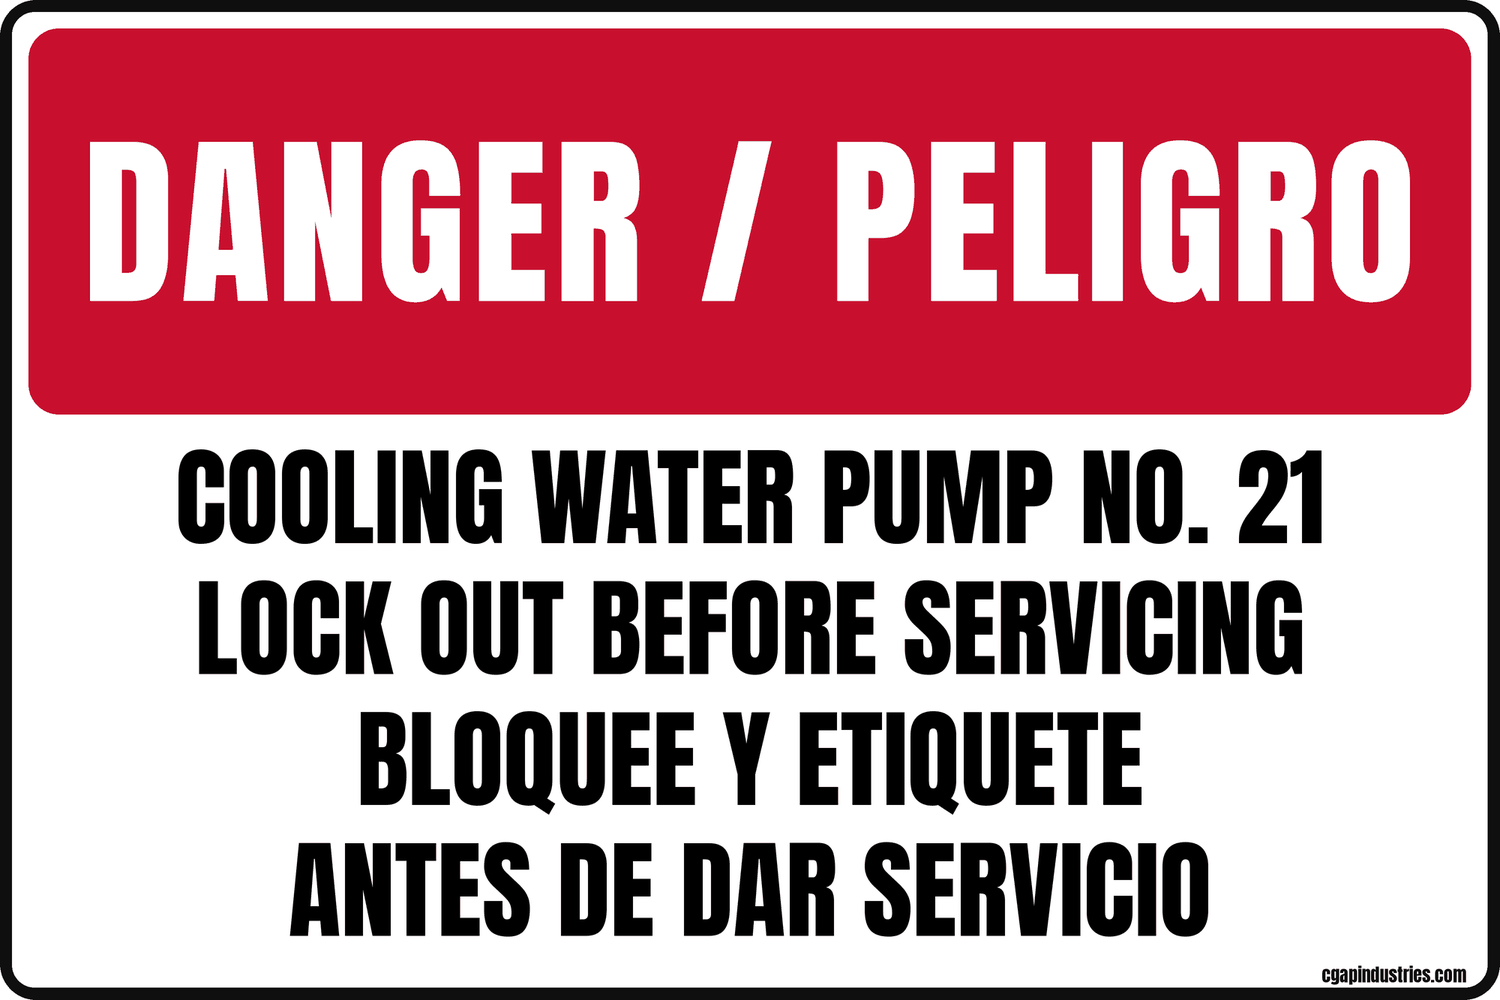 DANGER / PELIGRO
COOLING WATER PUMP NO. 21
LOCK OUT BEFORE SERVICING
BLOQUEE Y ETIQUETE
ANTES DE DAR SERVICIO
cgapindustries.com